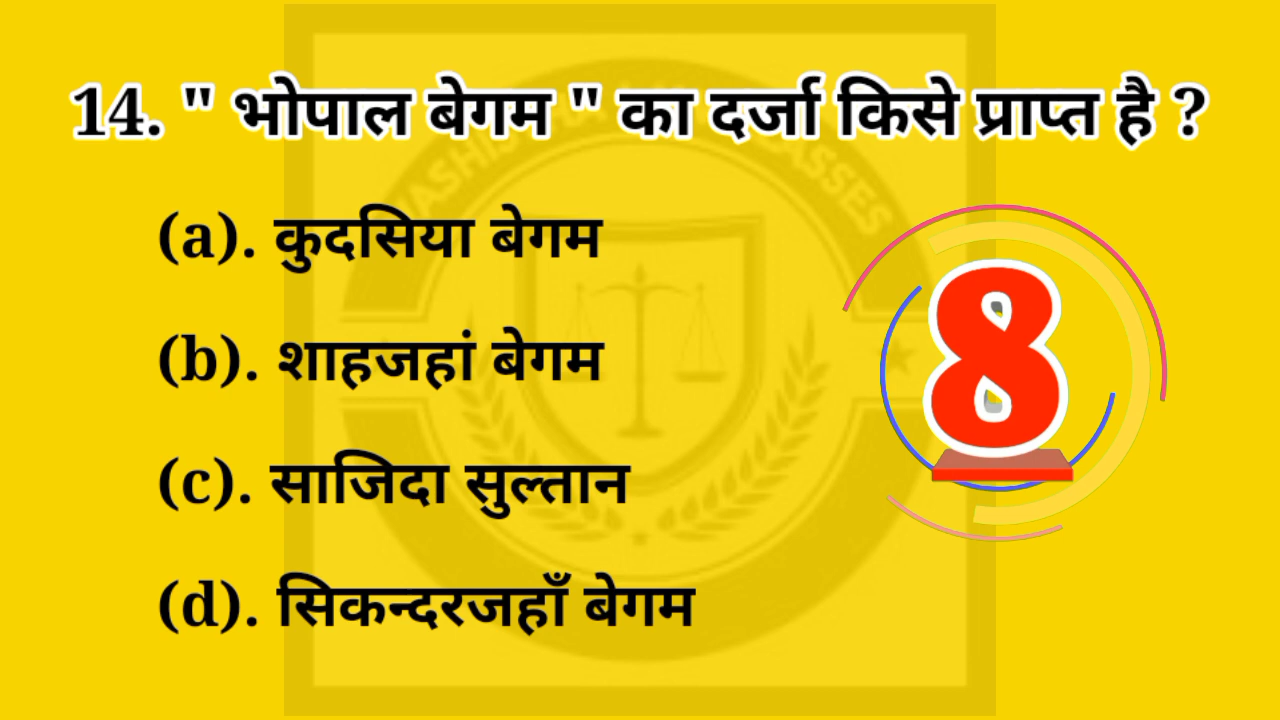 14. " भोपाल बेगम " का दर्जा किसे प्राप्त है ?
(a). कुदसिया बेगम
(b). शाहजहां बेगम
(c). साजिदा सुल्तान
(d). सिकन्दरजहाँ बेगम
8